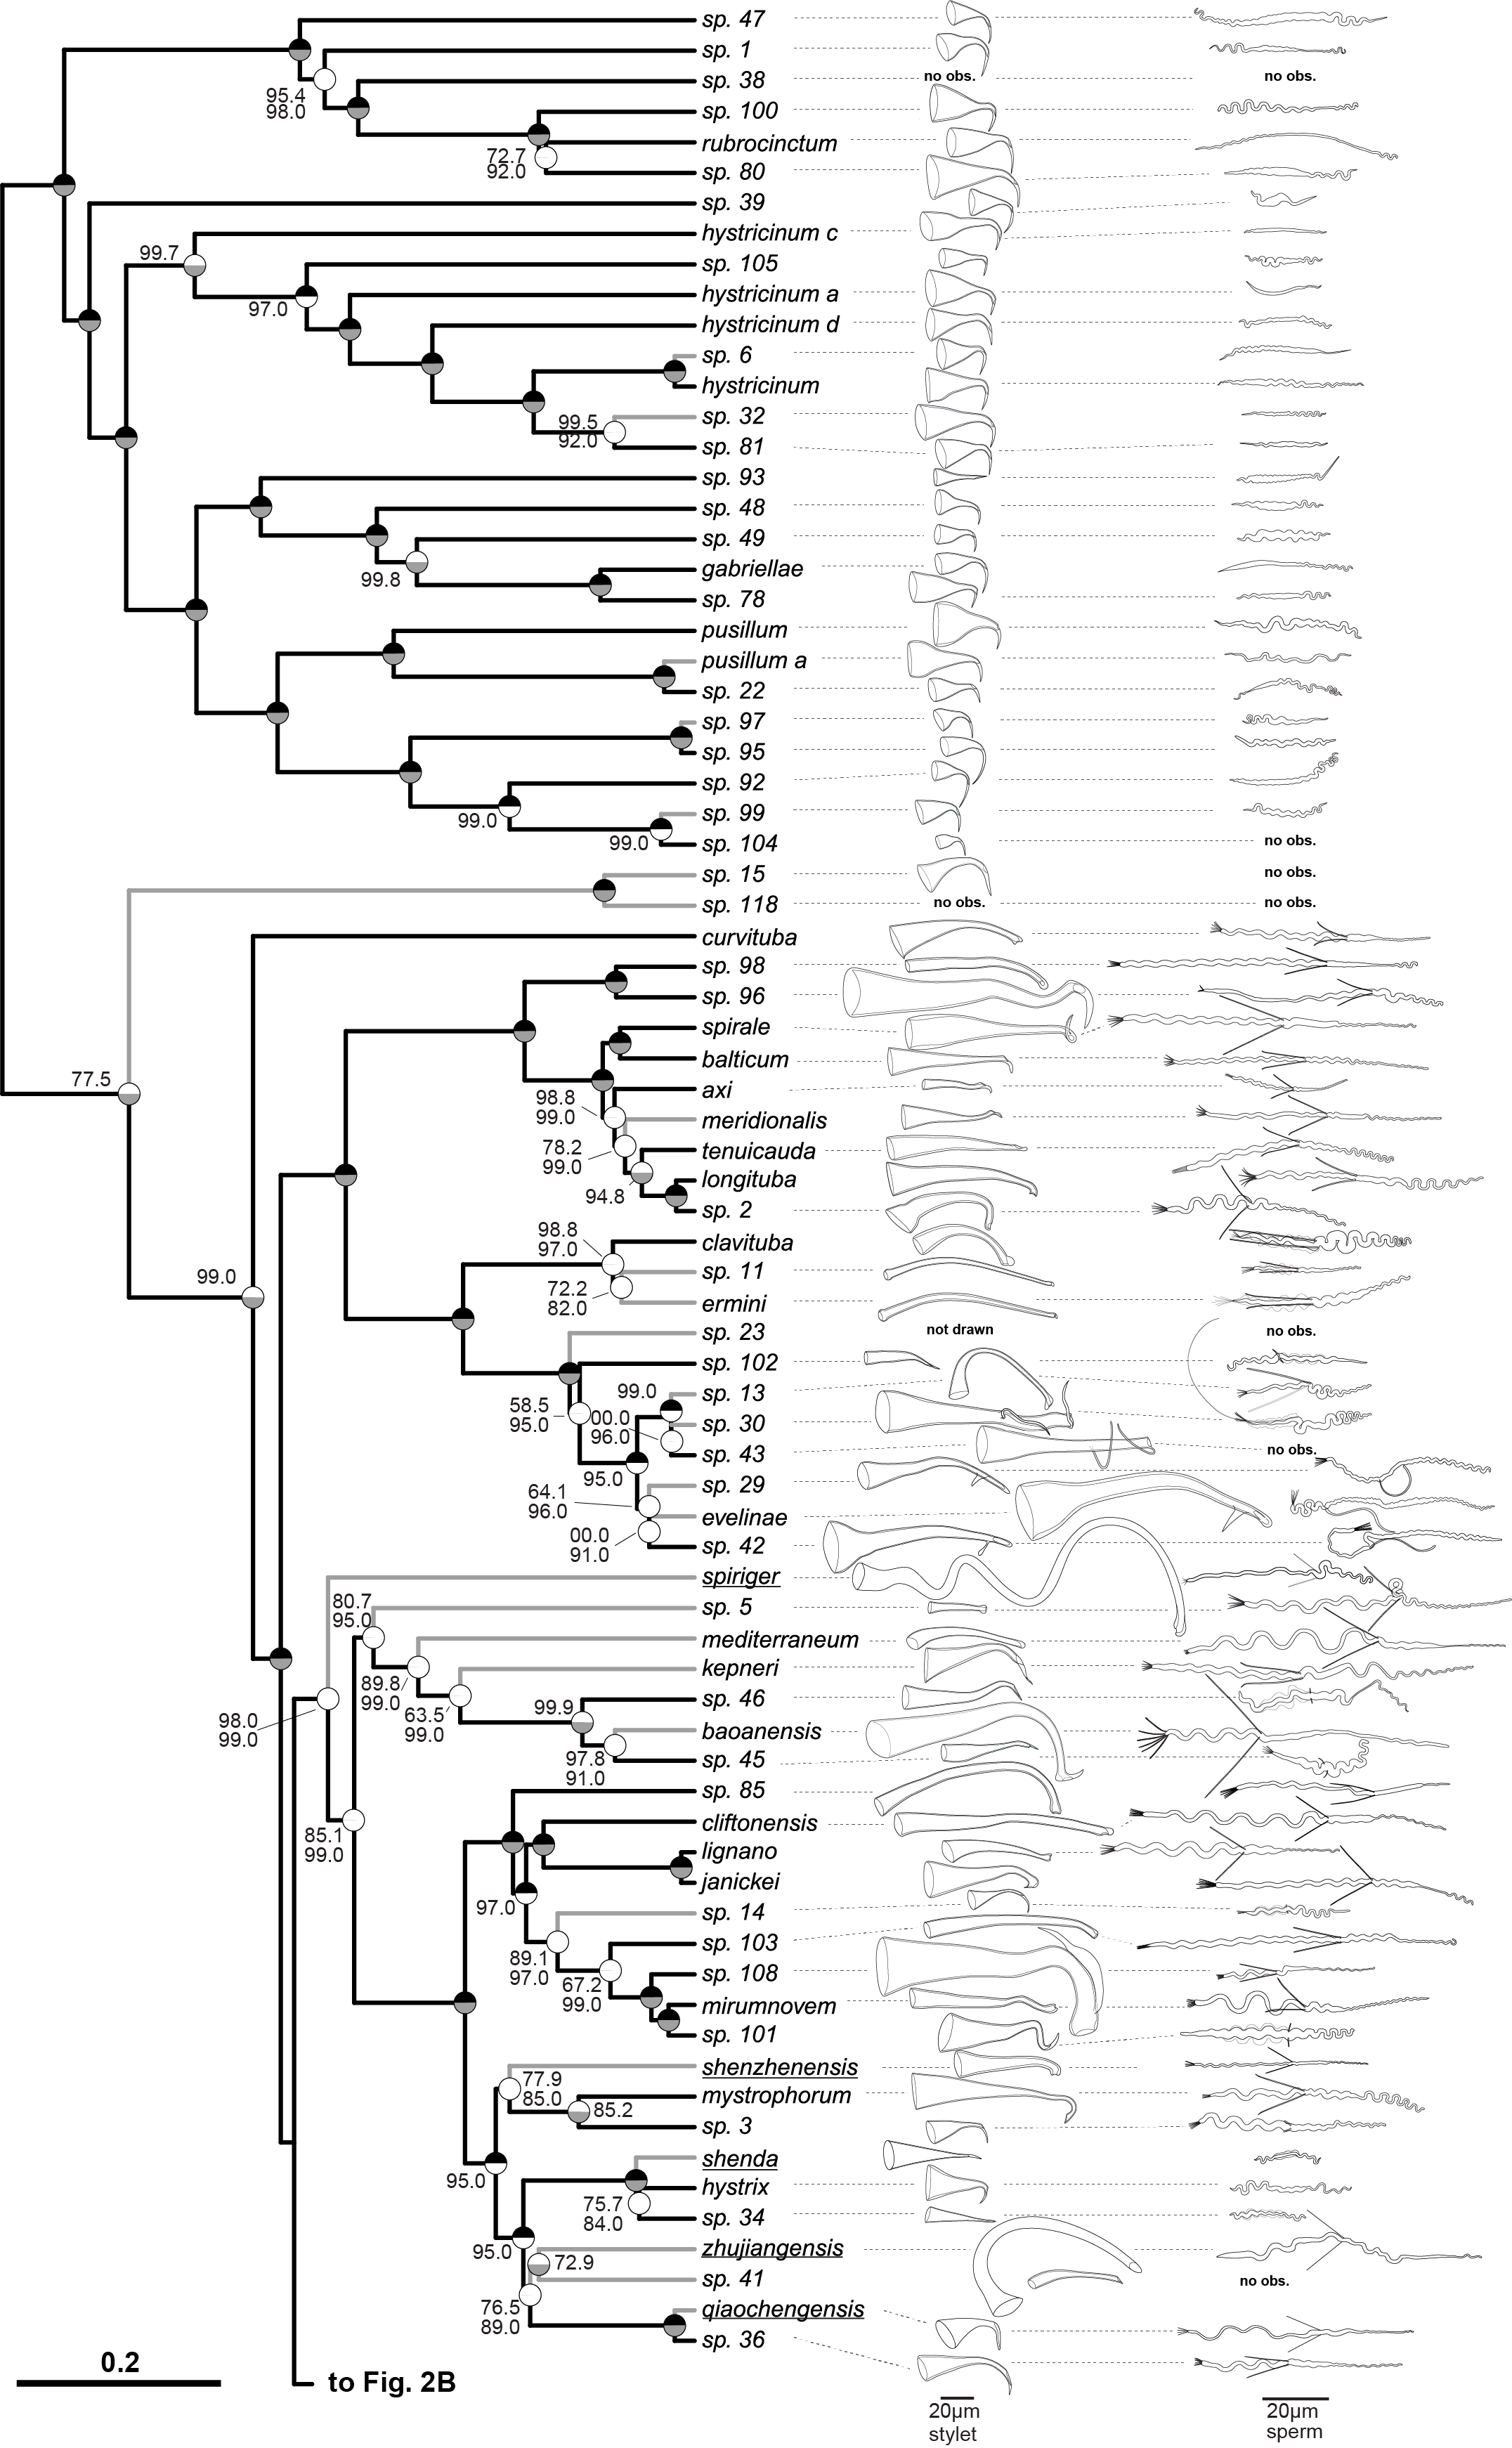 sp. 47
sp. 1
95.4
98.0
sp. 38
no obs.
no obs.
sp. 100
rubrocinctum
72.7
92.0
sp. 80
sp. 39
hystricinum c
99.7
sp. 105
97.0
hystricinum a
hystricinum d
sp. 6
hystricinum
99.5
92.0
sp. 32
sp. 81
sp. 93
sp. 48
sp. 49
99.8
gabriellae
sp. 78
pusillum
pusillum a
sp. 22
sp. 97
sp. 95
sp. 92
99.0
sp. 99
99.0
sp. 104
no obs.
sp. 15
no obs.
sp. 118
no obs.
no obs.
curvituba
sp. 98
sp. 96
spirale
balticum
77.5
axi
98.8
99.0
meridionalis
78.2
99.0
tenuicauda
94.8
longituba
sp. 2
98.8
97.0
clavituba
99.0
sp. 11
72.2
82.0
ermini
sp. 23
not drawn
no obs.
sp. 102
99.0
sp. 13
58.5
95.0
00.0
96.0
sp. 30
sp. 43
no obs.
95.0
sp. 29
64.1
96.0
evelinae
00.0
91.0
sp. 42
spiriger
80.7
95.0
sp. 5
mediterraneum
89.8
99.0
kepneri
63.5
99.0
99.9
sp. 46
98.0
99.0
baoanensis
97.8
91.0
sp. 45
sp. 85
85.1
99.0
cliftonensis
lignano
janickei
97.0
sp. 14
89.1
97.0
sp. 103
67.2
99.0
sp. 108
mirumnovem
sp. 101
shenzhenensis
77.9
85.0
mystrophorum
85.2
sp. 3
95.0
shenda
hystrix
75.7
84.0
sp. 34
95.0
zhujiangensis
72.9
sp. 41
no obs.
76.5
89.0
qiaochengensis
sp. 36
0.2
to Fig. 2B
20µm
stylet
20µm
sperm